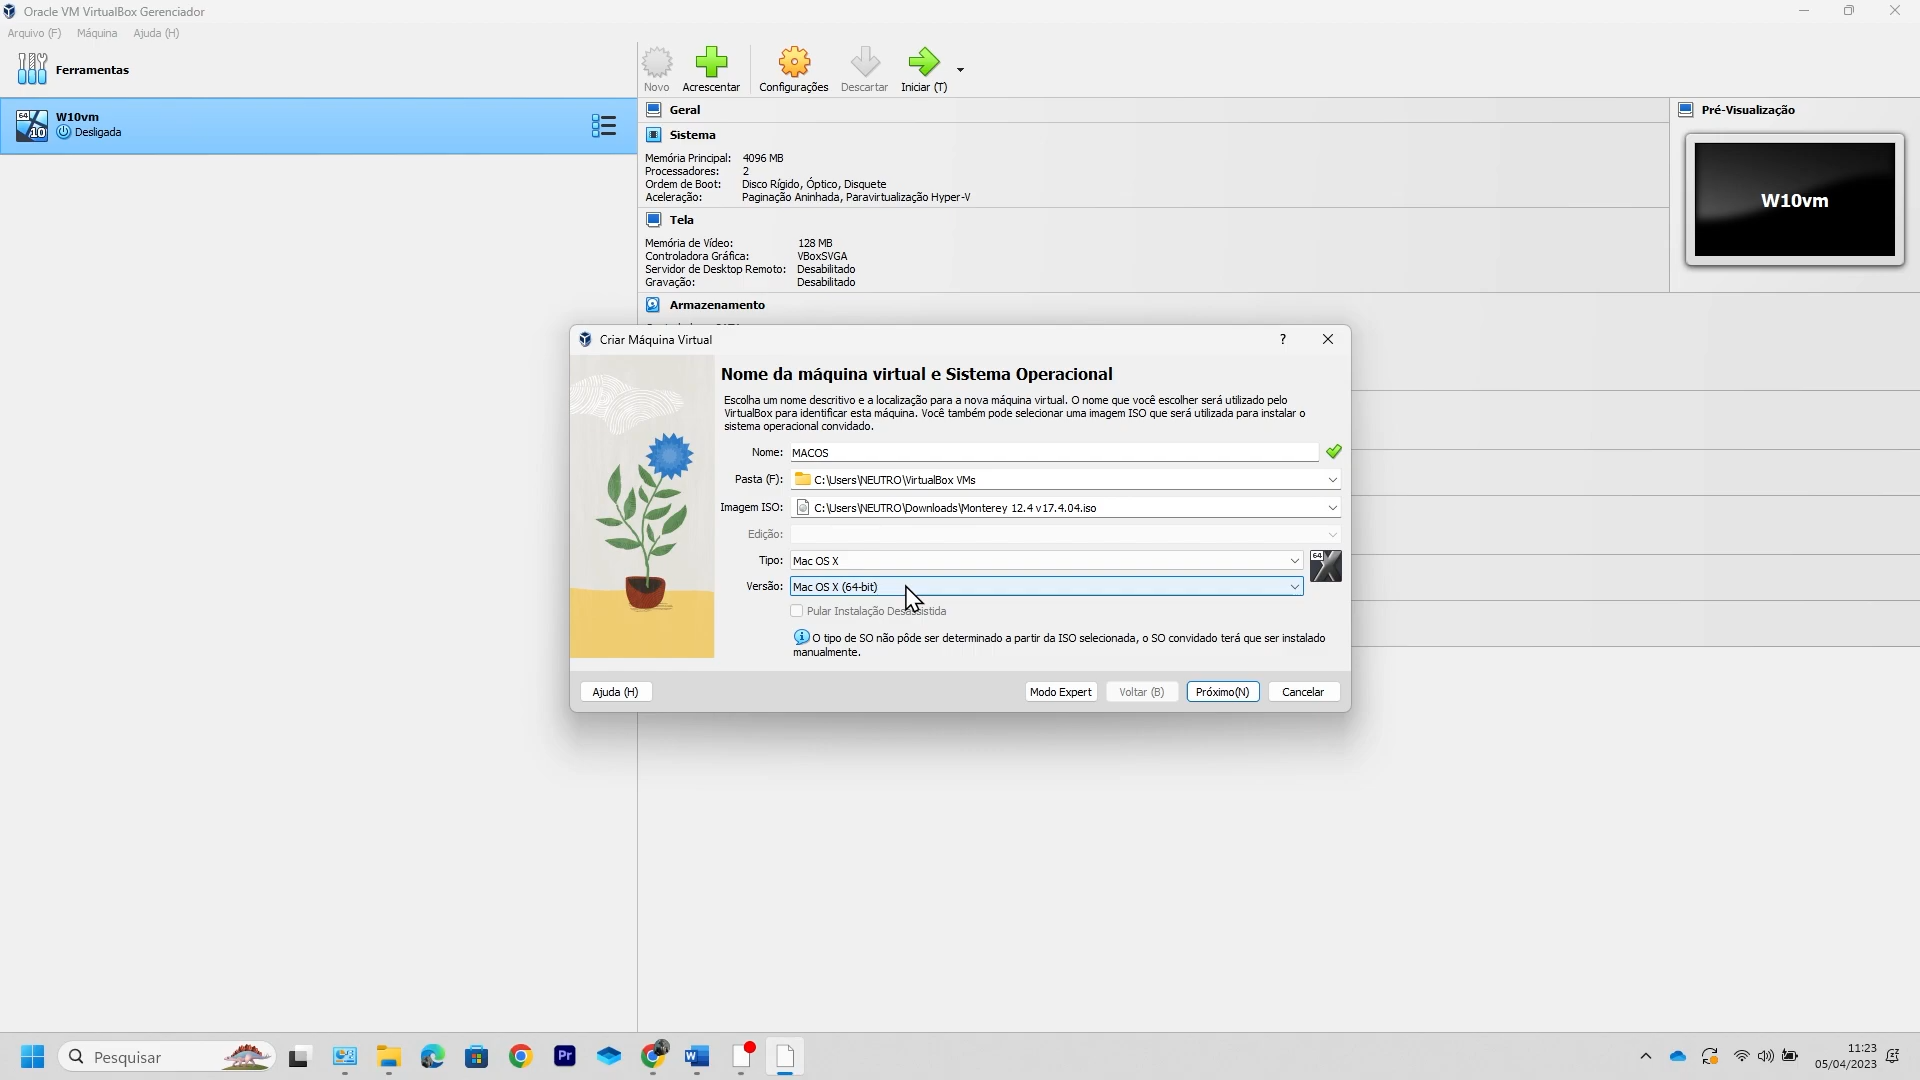 Oracle VM VirtualBox Gerenciador
Arquivo (F) Máquina Ajuda (H)
Ferramentas
Novo Acrescentar Configurações Descartar Iniciar (T)
64 10 W10vm
Desligada
Geral
Pré-Visualização
Sistema
Memória Principal: 4096 MB
Processadores: 2
Ordem de Boot: Disco Rígido, Óptico, Disquete
Aceleração: Paginação Aninhada, Paravirtualização Hyper-V
W10vm
Tela
Memória de Vídeo: 128 MB
Controladora Gráfica: VBoxSVGA
Servidor de Desktop Remoto: Desabilitado
Gravação: Desabilitado
Armazenamento
Criar Máquina Virtual
?
Nome da máquina virtual e Sistema Operacional
Escolha um nome descritivo e a localização para a nova máquina virtual. O nome que você escolher será utilizado pelo
VirtualBox para identificar esta máquina. Você também pode selecionar uma imagem ISO que será utilizada para instalar o
sistema operacional convidado.
Nome: MACOS
Pasta (F): C:\Users\NEUTRO\VirtualBox VMs
Imagem ISO: C:\Users\NEUTRO\Downloads\Monterey 12.4 v17.4.04.iso
Edição:
Tipo: Mac OS X
64
Versão: Mac OS X (64-bit)
Pular Instalação Desassistida
O tipo de SO não pôde ser determinado a partir da ISO selecionada, o SO convidado terá que ser instalado
manualmente.
Ajuda (H) Modo Expert Voltar (B) Próximo(N) Cancelar
Pesquisar
Pr
W
11:23
05/04/2023